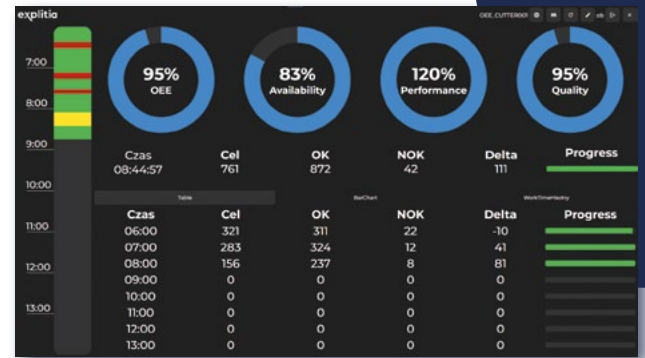 explitia
OEE_CUTTER001
7:00
8:00
9:00
10:00
11:00
12:00
13:00
95%
OEE
83%
Availability
120%
Performance
95%
Quality
Czas Cel OK NOK Delta Progress
08:44:57 761 872 42 111
Table BarChart WorkTimeHisotry
Czas Cel OK NOK Delta Progress
06:00 321 311 22 -10
07:00 283 324 12 41
08:00 156 237 8 81
09:00 0 0 0 0
10:00 0 0 0 0
11:00 0 0 0 0
12:00 0 0 0 0
13:00 0 0 0 0